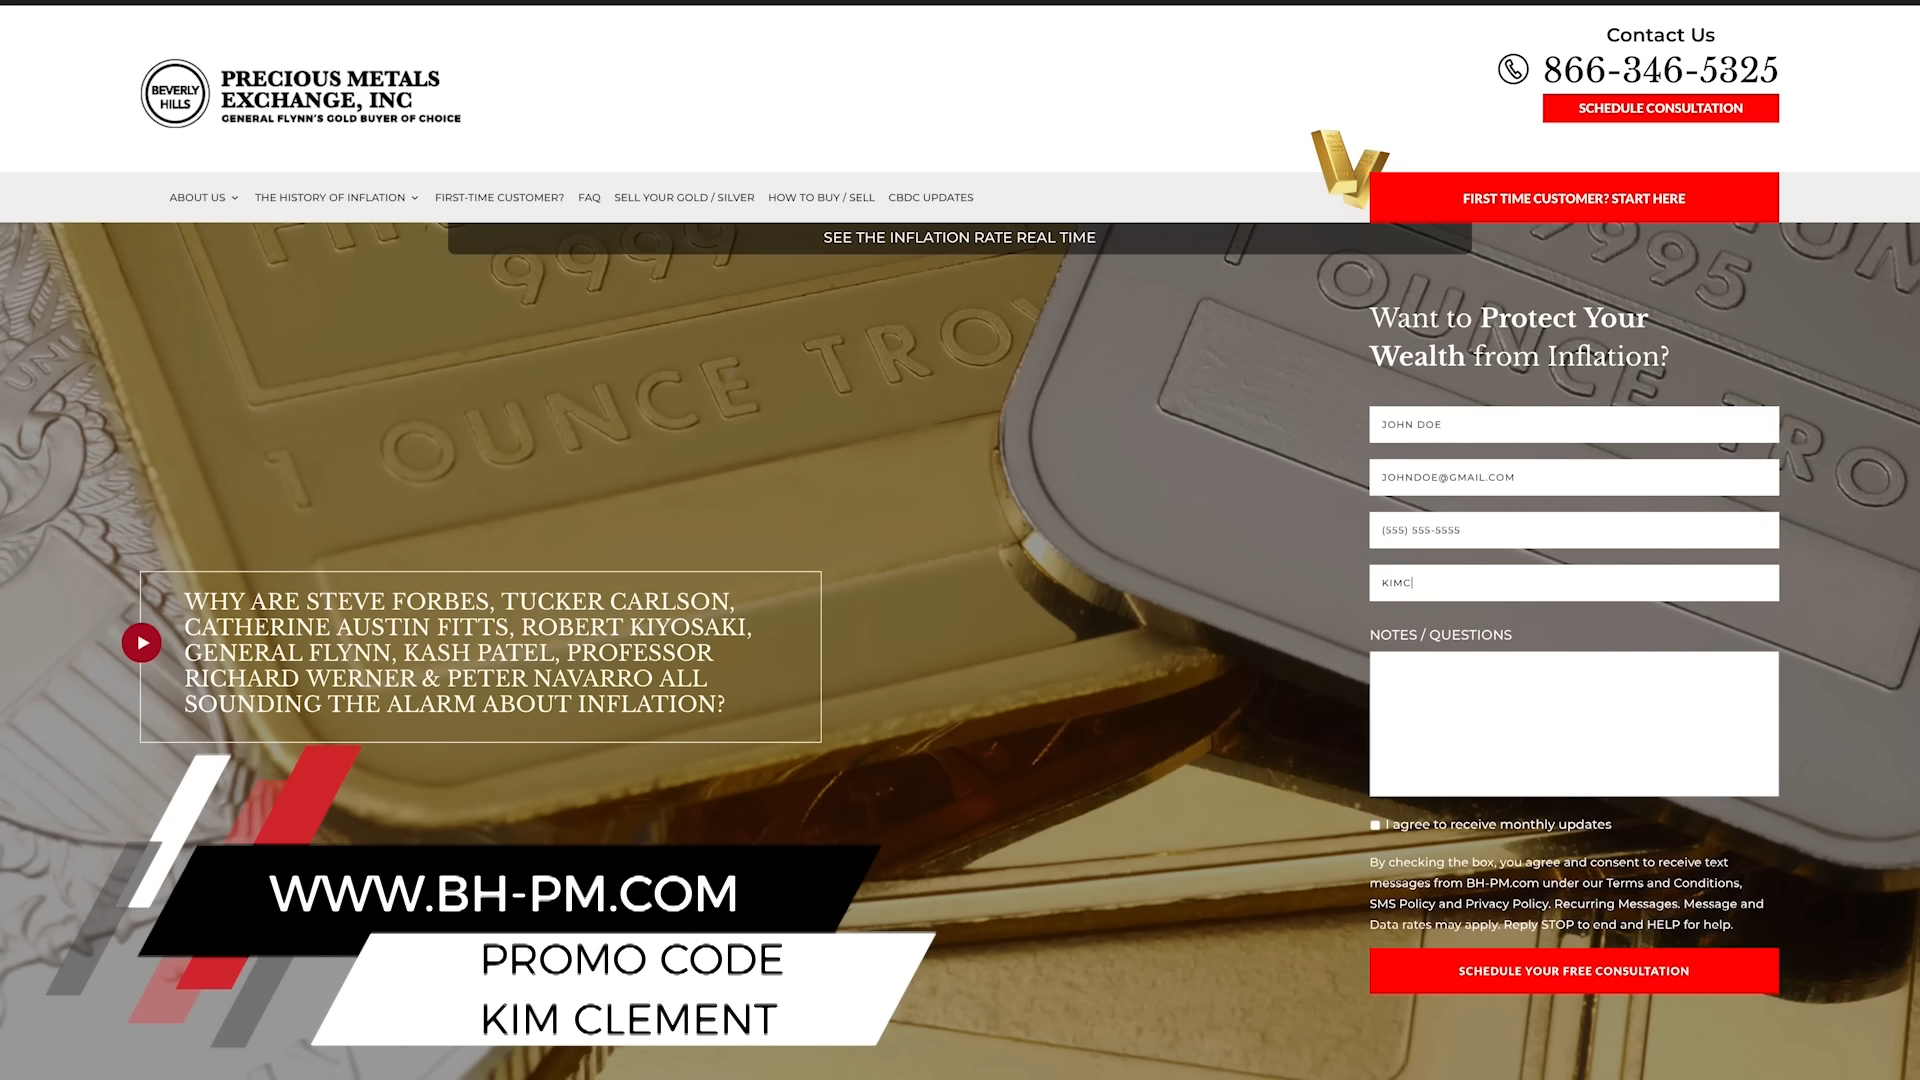 Contact Us
866-346-5325
SCHEDULE CONSULTATION
BEVERLY
HILLS
PRECIOUS METALS
EXCHANGE, INC
GENERAL FLYNN'S GOLD BUYER OF CHOICE
ABOUT US THE HISTORY OF INFLATION FIRST-TIME CUSTOMER? FAQ SELL YOUR GOLD / SILVER HOW TO BUY / SELL CBDC UPDATES
FIRST TIME CUSTOMER? START HERE
SEE THE INFLATION RATE REAL TIME
9999
1 OUNCE TROY
9995
1 OUNCE TRO
Want to Protect Your
Wealth from Inflation?
JOHN DOE
JOHNDOE@GMAIL.COM
(555) 555-5555
KIMC
NOTES / QUESTIONS
I agree to receive monthly updates
By checking the box, you agree and consent to receive text
messages from BH-PM.com under our Terms and Conditions,
SMS Policy and Privacy Policy. Recurring Messages. Message and
Data rates may apply. Reply STOP to end and HELP for help.
SCHEDULE YOUR FREE CONSULTATION
WHY ARE STEVE FORBES, TUCKER CARLSON,
CATHERINE AUSTIN FITTS, ROBERT KIYOSAKI,
GENERAL FLYNN, KASH PATEL, PROFESSOR
RICHARD WERNER & PETER NAVARRO ALL
SOUNDING THE ALARM ABOUT INFLATION?
WWW.BH-PM.COM
PROMO CODE
KIM CLEMENT